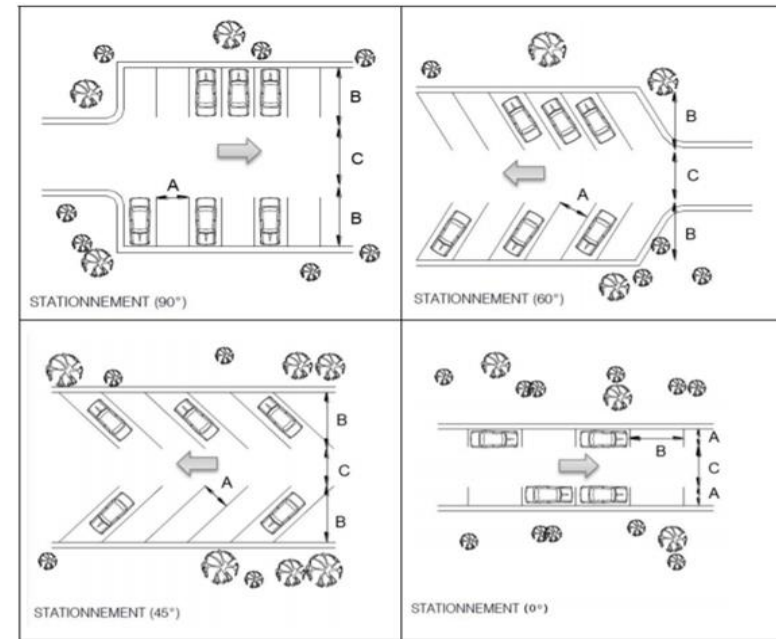 B
C
A
B
STATIONNEMENT (90°)
B
C
A
B
STATIONNEMENT (60°)
B
C
A
B
STATIONNEMENT (45°)
A
B
C
A
STATIONNEMENT (0°)